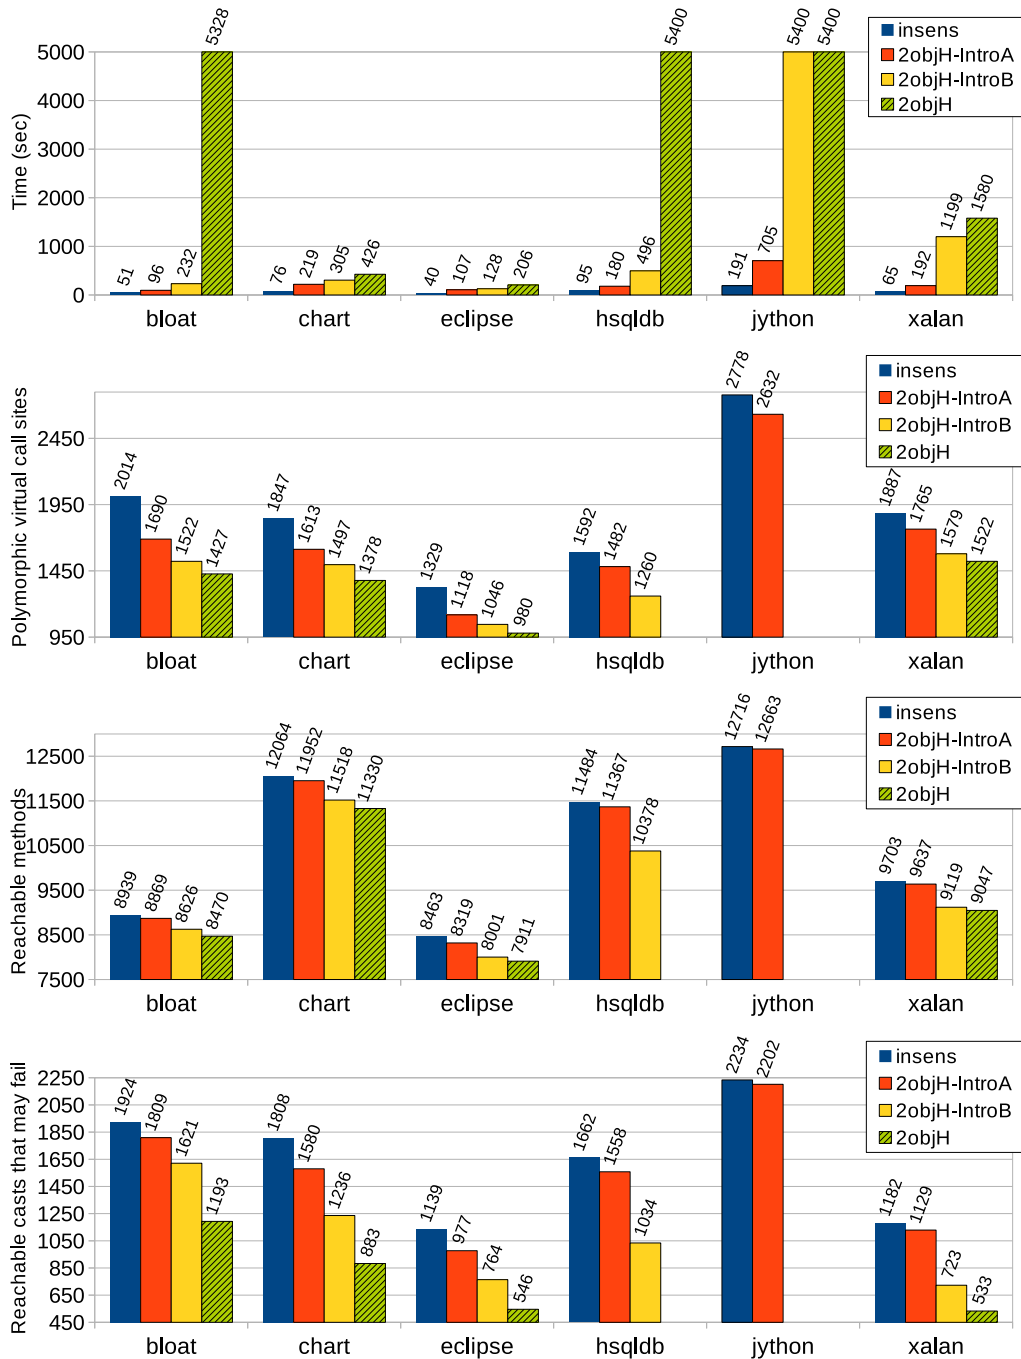 5328
5400
5400
5400
insens
2objH-IntroA
2objH-IntroB
2objH
Time (sec)
5000
4000
3000
2000
1000
0
51
96
232
76
219
305
426
40
107
128
206
95
180
496
191
705
65
192
1199
1580
bloat
chart
eclipse
hsqldb
jython
xalan
insens
2objH-IntroA
2objH-IntroB
2objH
Polymorphic virtual call sites
2450
1950
1450
950
2014
1690
1522
1427
1847
1613
1497
1378
1329
1118
1046
980
1592
1482
1260
2778
2632
1887
1765
1579
1522
bloat
chart
eclipse
hsqldb
jython
xalan
insens
2objH-IntroA
2objH-IntroB
2objH
Reachable methods
12500
11500
10500
9500
8500
7500
8939
8869
8626
8470
12064
11952
11518
11330
8463
8319
8001
7911
11484
11367
10378
12716
12663
9703
9637
9119
9047
bloat
chart
eclipse
hsqldb
jython
xalan
insens
2objH-IntroA
2objH-IntroB
2objH
Reachable casts that may fail
2250
2050
1850
1650
1450
1250
1050
850
650
450
1924
1809
1621
1193
1808
1580
1236
883
1139
977
764
546
1662
1558
1034
2234
2202
1182
1129
723
533
bloat
chart
eclipse
hsqldb
jython
xalan